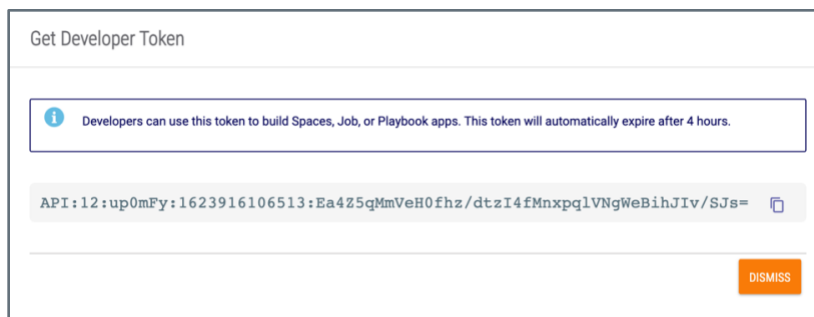 Get Developer Token
Developers can use this token to build Spaces, Job, or Playbook apps. This token will automatically expire after 4 hours.
API:12:up0mFy:1623916106513:Ea4Z5qMmVeH0fhz/dtzI4fMnxpqlVNgWeBihJIv/SJs=
DISMISS